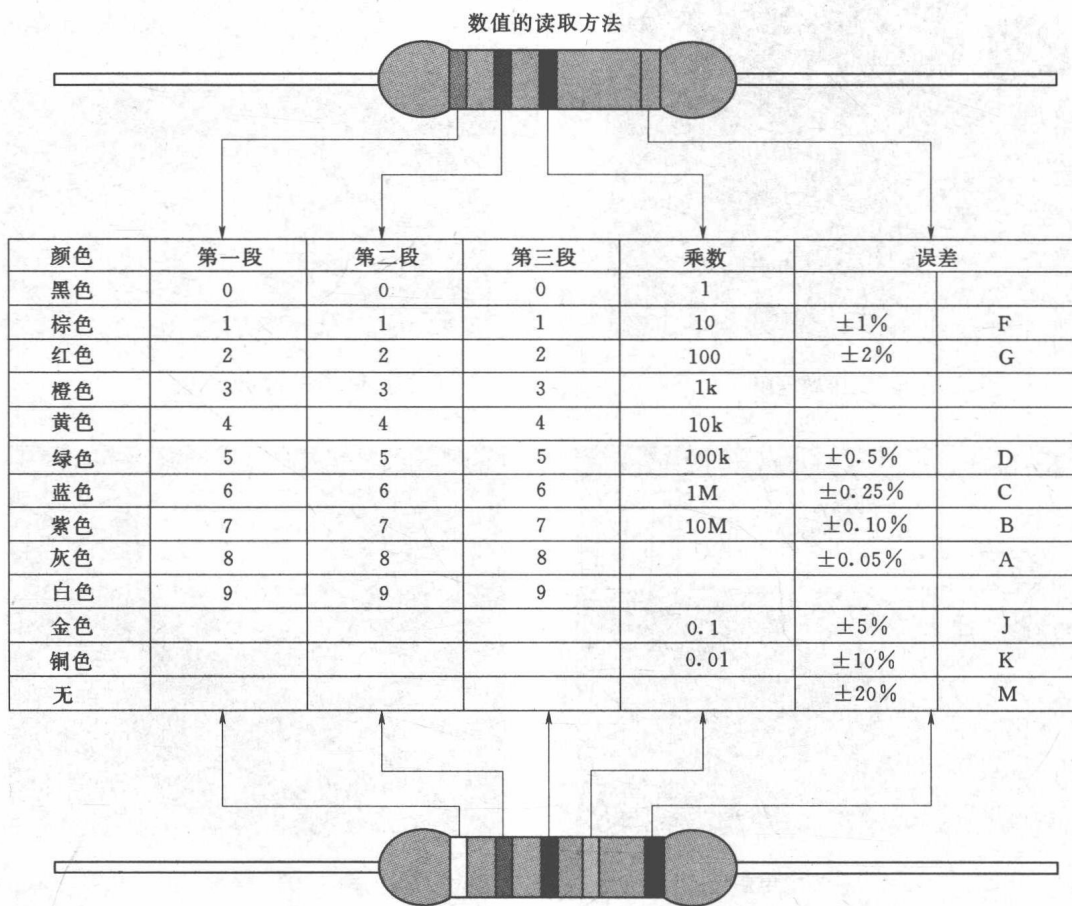 数值的读取方法
颜色 第一段 第二段 第三段 乘数 误差
黑色 0 0 0 1
棕色 1 1 1 10 ±1% F
红色 2 2 2 100 ±2% G
橙色 3 3 3 1k
黄色 4 4 4 10k
绿色 5 5 5 100k ±0.5% D
蓝色 6 6 6 1M ±0.25% C
紫色 7 7 7 10M ±0.10% B
灰色 8 8 8 ±0.05% A
白色 9 9 9
金色 0.1 ±5% J
铜色 0.01 ±10% K
无 ±20% M